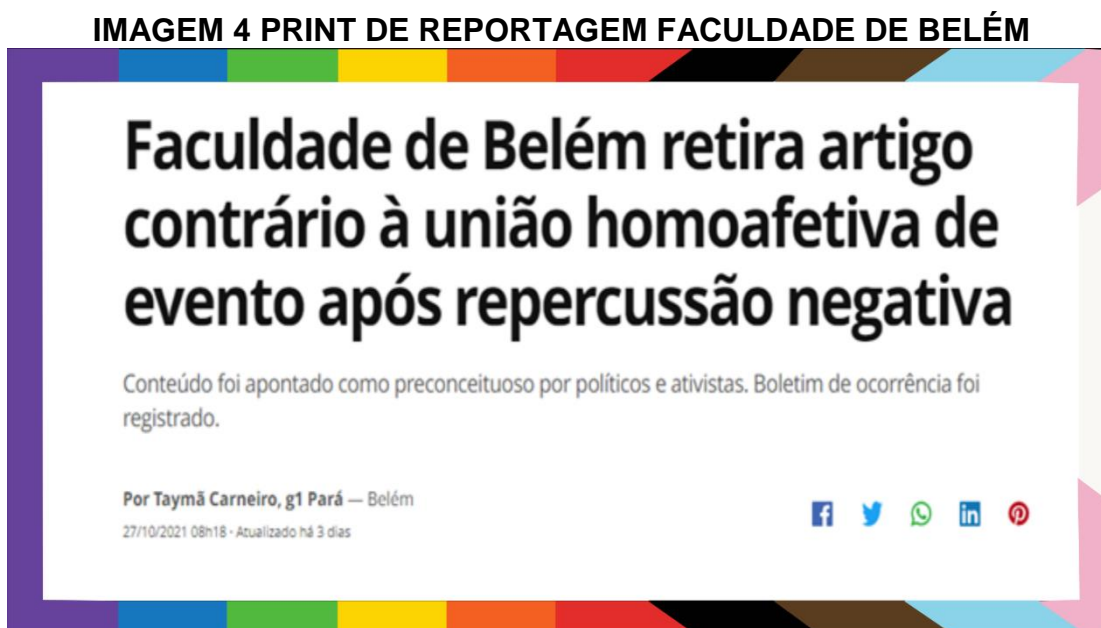 IMAGEM 4 PRINT DE REPORTAGEM FACULDADE DE BELÉM
Faculdade de Belém retira artigo
contrário à união homoafetiva de
evento após repercussão negativa
Conteúdo foi apontado como preconceituoso por políticos e ativistas. Boletim de ocorrência foi
registrado.
Por Taymã Carneiro, g1 Pará — Belém
27/10/2021 08h18 · Atualizado há 3 dias